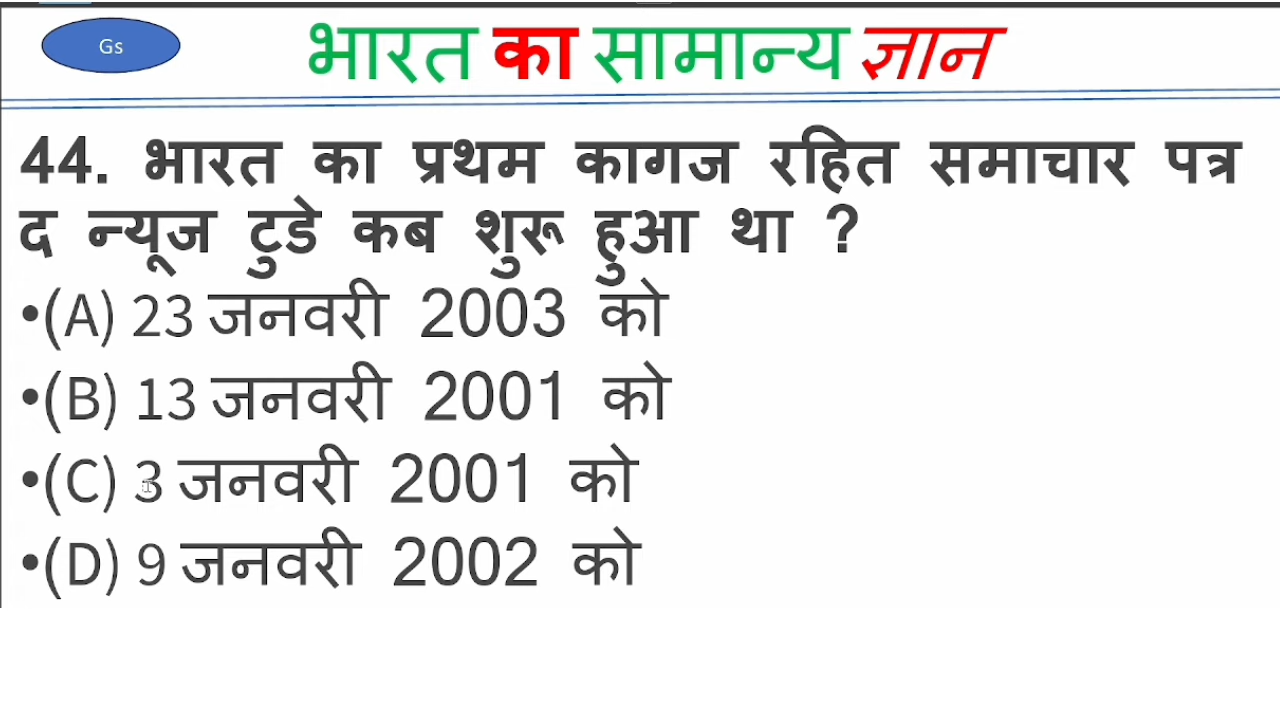 Gs
भारत का सामान्य ज्ञान
44. भारत का प्रथम कागज रहित समाचार पत्र
द न्यूज टुडे कब शुरू हुआ था ?
•(A) 23 जनवरी 2003 को
•(B) 13 जनवरी 2001 को
•(C) 3 जनवरी 2001 को
•(D) 9 जनवरी 2002 को